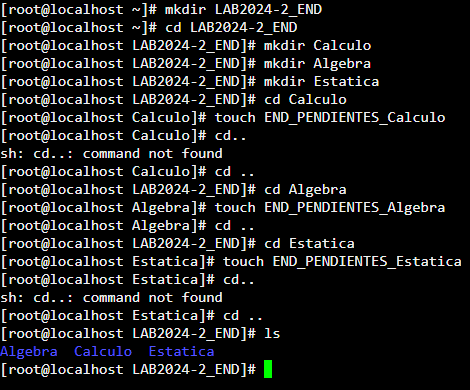 [root@localhost ~]# mkdir LAB2024-2_END
[root@localhost ~]# cd LAB2024-2_END
[root@localhost LAB2024-2_END]# mkdir Calculo
[root@localhost LAB2024-2_END]# mkdir Algebra
[root@localhost LAB2024-2_END]# mkdir Estatica
[root@localhost LAB2024-2_END]# cd Calculo
[root@localhost Calculo]# touch END_PENDIENTES_Calculo
[root@localhost Calculo]# cd..
sh: cd..: command not found
[root@localhost Calculo]# cd ..
[root@localhost LAB2024-2_END]# cd Algebra
[root@localhost Algebra]# touch END_PENDIENTES_Algebra
[root@localhost Algebra]# cd ..
[root@localhost LAB2024-2_END]# cd Estatica
[root@localhost Estatica]# touch END_PENDIENTES_Estatica
[root@localhost Estatica]# cd..
sh: cd..: command not found
[root@localhost Estatica]# cd ..
[root@localhost LAB2024-2_END]# ls
Algebra  Calculo  Estatica
[root@localhost LAB2024-2_END]#